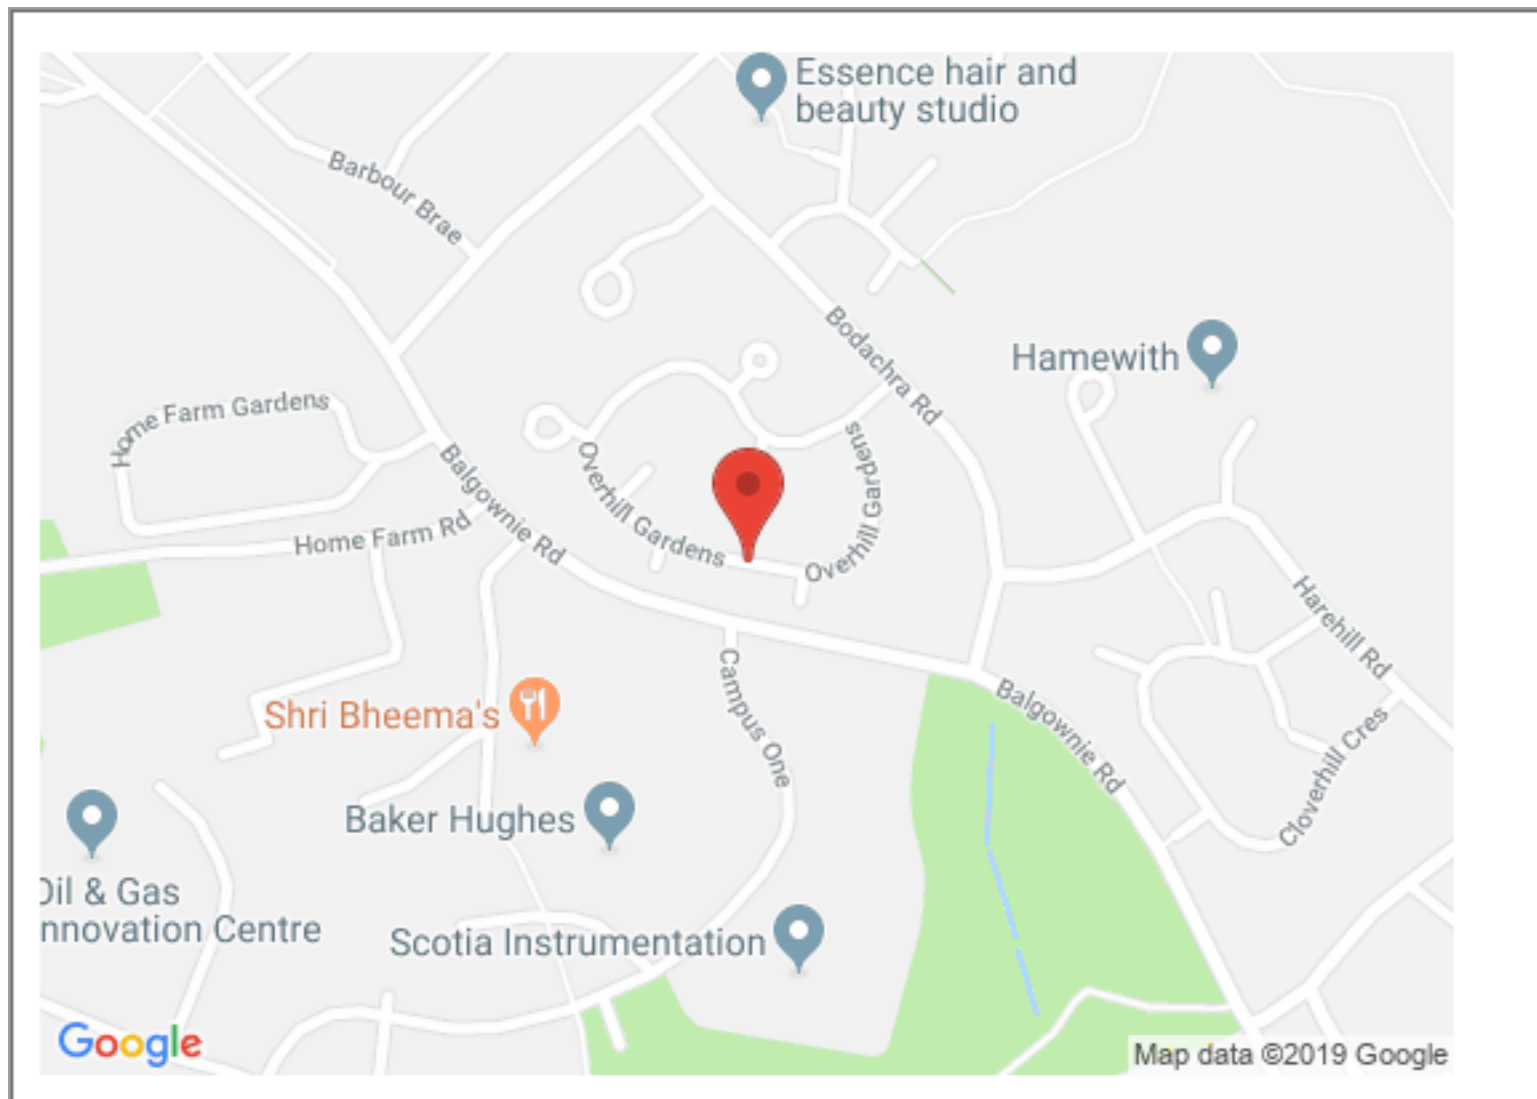 Essence hair and
beauty studio
Barbour Brae
Bodachra Rd
Hamewith
Home Farm Gardens
Balgownie Rd
Overhill Gardens
Overhill Gardens
Home Farm Rd
Harehill Rd
Campus One
Shri Bheema's
Balgownie Rd
Cloverhill Cres
Baker Hughes
Oil & Gas
nnovation Centre
Scotia Instrumentation
Google
Map data ©2019 Google